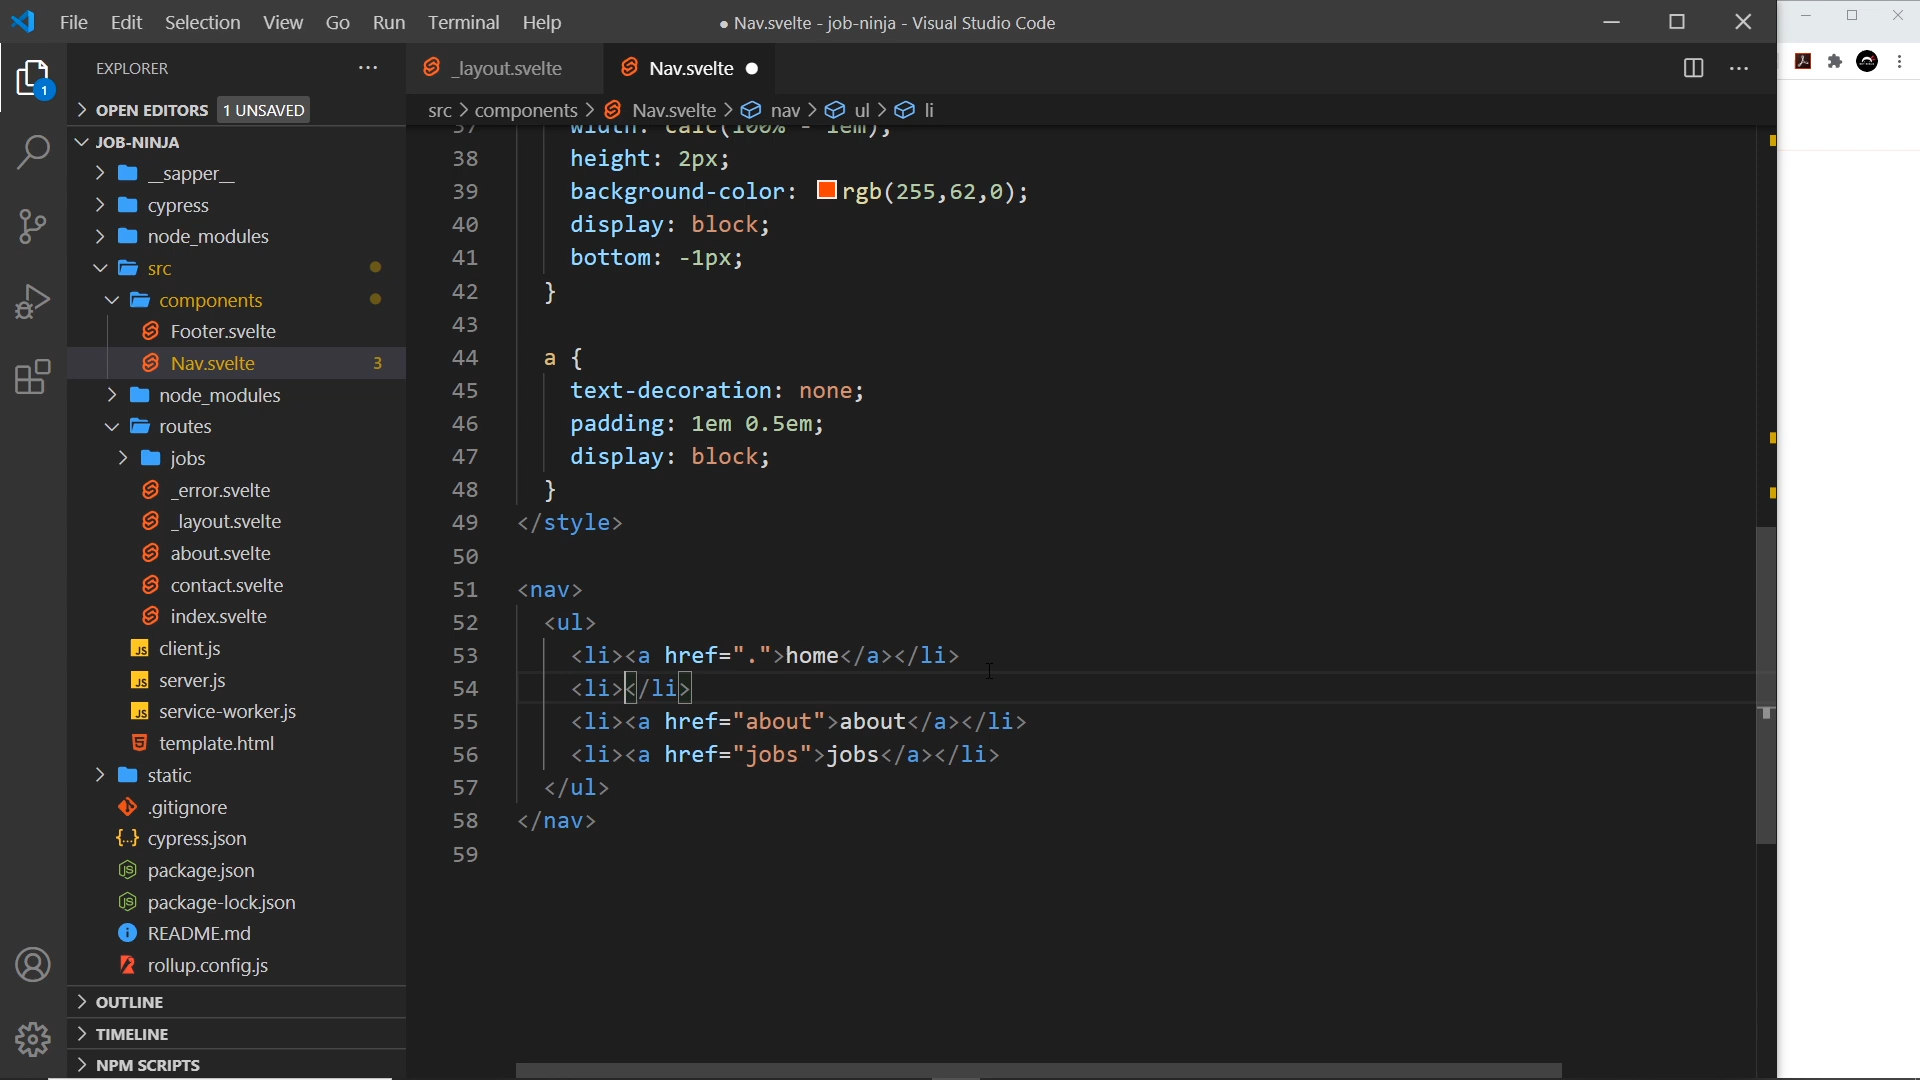 File Edit Selection View Go Run Terminal Help
● Nav.svelte - job-ninja - Visual Studio Code
EXPLORER
_layout.svelte
Nav.svelte
OPEN EDITORS 1 UNSAVED
src > components > Nav.svelte > nav > ul > li
1
JOB-NINJA
__sapper__
cypress
node_modules
src
components
Footer.svelte
Nav.svelte 3
node_modules
routes
jobs
_error.svelte
_layout.svelte
about.svelte
contact.svelte
index.svelte
JS client.js
JS server.js
JS service-worker.js
template.html
static
.gitignore
{..} cypress.json
package.json
package-lock.json
README.md
rollup.config.js
OUTLINE
TIMELINE
NPM SCRIPTS
37 width: calc(100% - 1em);
38 height: 2px;
39 background-color: rgb(255,62,0);
40 display: block;
41 bottom: -1px;
42 }
43
44 a {
45 text-decoration: none;
46 padding: 1em 0.5em;
47 display: block;
48 }
49 </style>
50
51 <nav>
52 <ul>
53 <li><a href=".">home</a></li>
54 <li></li>
55 <li><a href="about">about</a></li>
56 <li><a href="jobs">jobs</a></li>
57 </ul>
58 </nav>
59